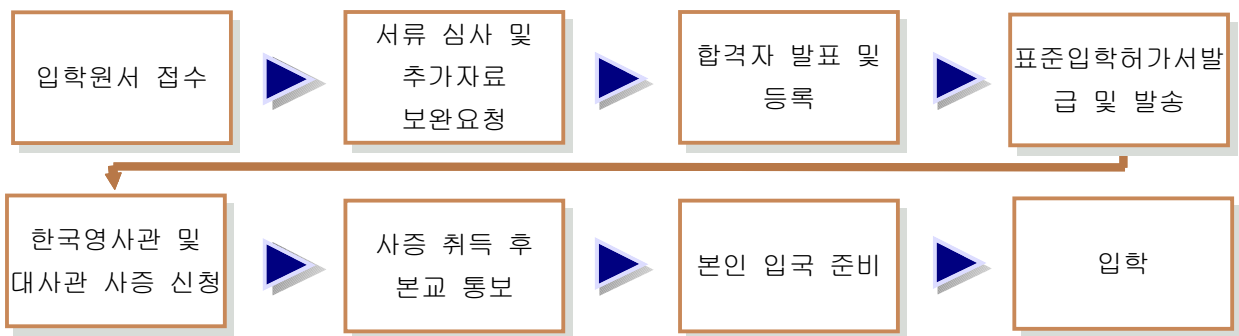 입학원서 접수
서류 심사 및
추가자료
보완요청
합격자 발표 및
등록
표준입학허가서발
급 및 발송
한국영사관 및
대사관 사증 신청
사증 취득 후
본교 통보
본인 입국 준비
입학